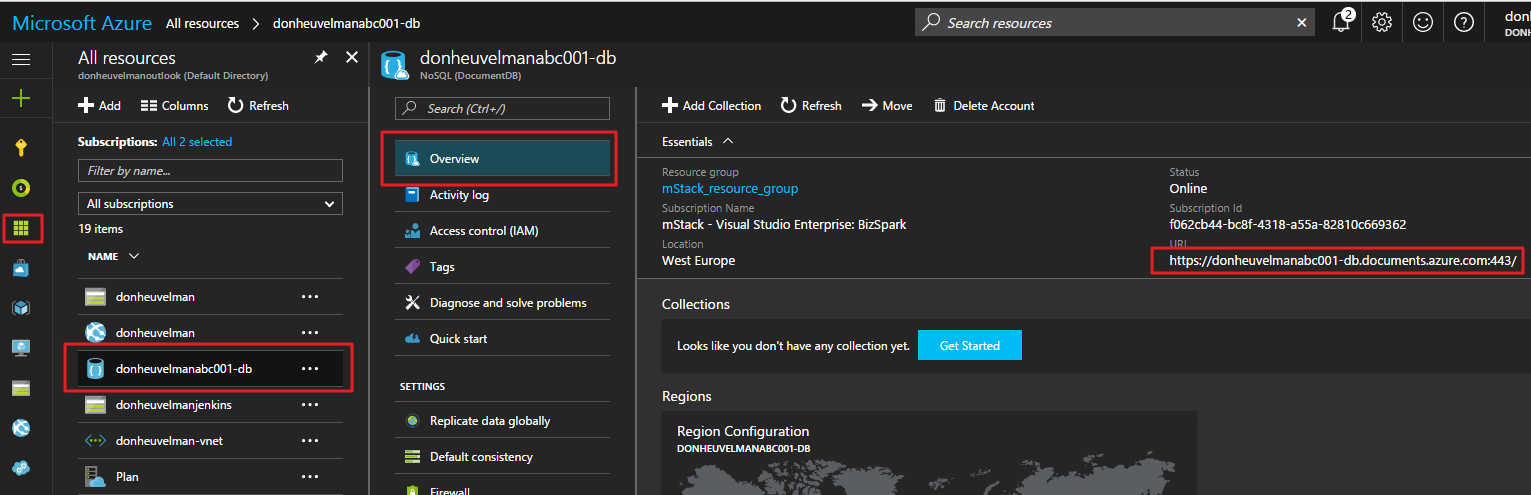 Microsoft Azure All resources > donheuvelmanabc001-db
Search resources
2
donh
DONH
All resources
donheuvelmanoutlook (Default Directory)
Add Columns Refresh
Subscriptions: All 2 selected
Filter by name...
All subscriptions
19 items
NAME
donheuvelman ...
donheuvelman ...
donheuvelmanabc001-db ...
donheuvelmanjenkins ...
donheuvelman-vnet ...
Plan ...
donheuvelmanabc001-db
NoSQL (DocumentDB)
Search (Ctrl+/)
Overview
Activity log
Access control (IAM)
Tags
Diagnose and solve problems
Quick start
SETTINGS
Replicate data globally
Default consistency
Firewall
Add Collection Refresh Move Delete Account
Essentials
Resource group
mStack_resource_group
Subscription Name
mStack - Visual Studio Enterprise: BizSpark
Location
West Europe
Status
Online
Subscription Id
f062cb44-bc8f-4318-a55a-82810c669362
URI
https://donheuvelmanabc001-db.documents.azure.com:443/
Collections
Looks like you don't have any collection yet. Get Started
Regions
Region Configuration
DONHEUVELMANABC001-DB